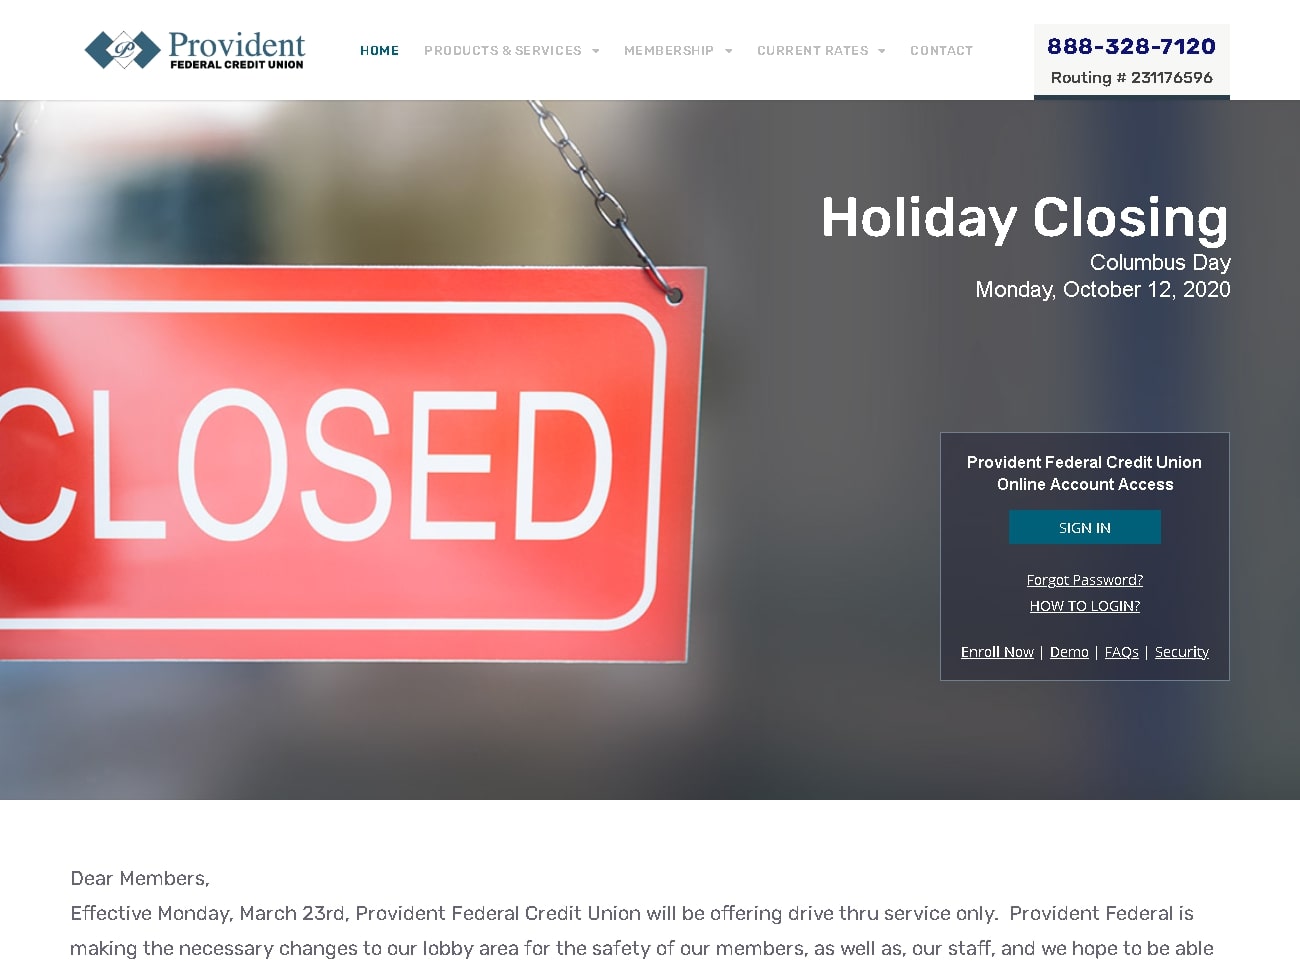 P
Provident
FEDERAL CREDIT UNION
HOME
PRODUCTS & SERVICES
MEMBERSHIP
CURRENT RATES
CONTACT
888-328-7120
Routing # 231176596
Holiday Closing
Columbus Day
Monday, October 12, 2020
CLOSED
Provident Federal Credit Union
Online Account Access
SIGN IN
Forgot Password?
HOW TO LOGIN?
Enroll Now | Demo | FAQs | Security
Dear Members,
Effective Monday, March 23rd, Provident Federal Credit Union will be offering drive thru service only.  Provident Federal is
making the necessary changes to our lobby area for the safety of our members, as well as, our staff, and we hope to be able